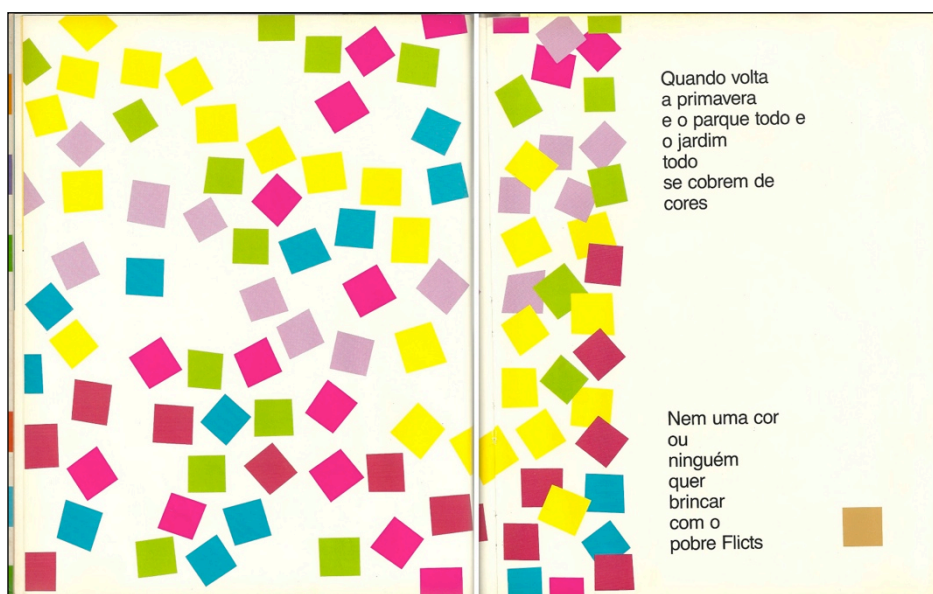 Quando volta
a primavera
e o parque todo e
o jardim
todo
se cobrem de
cores
Nem uma cor
ou
ninguém
quer
brincar
com o
pobre Flicts